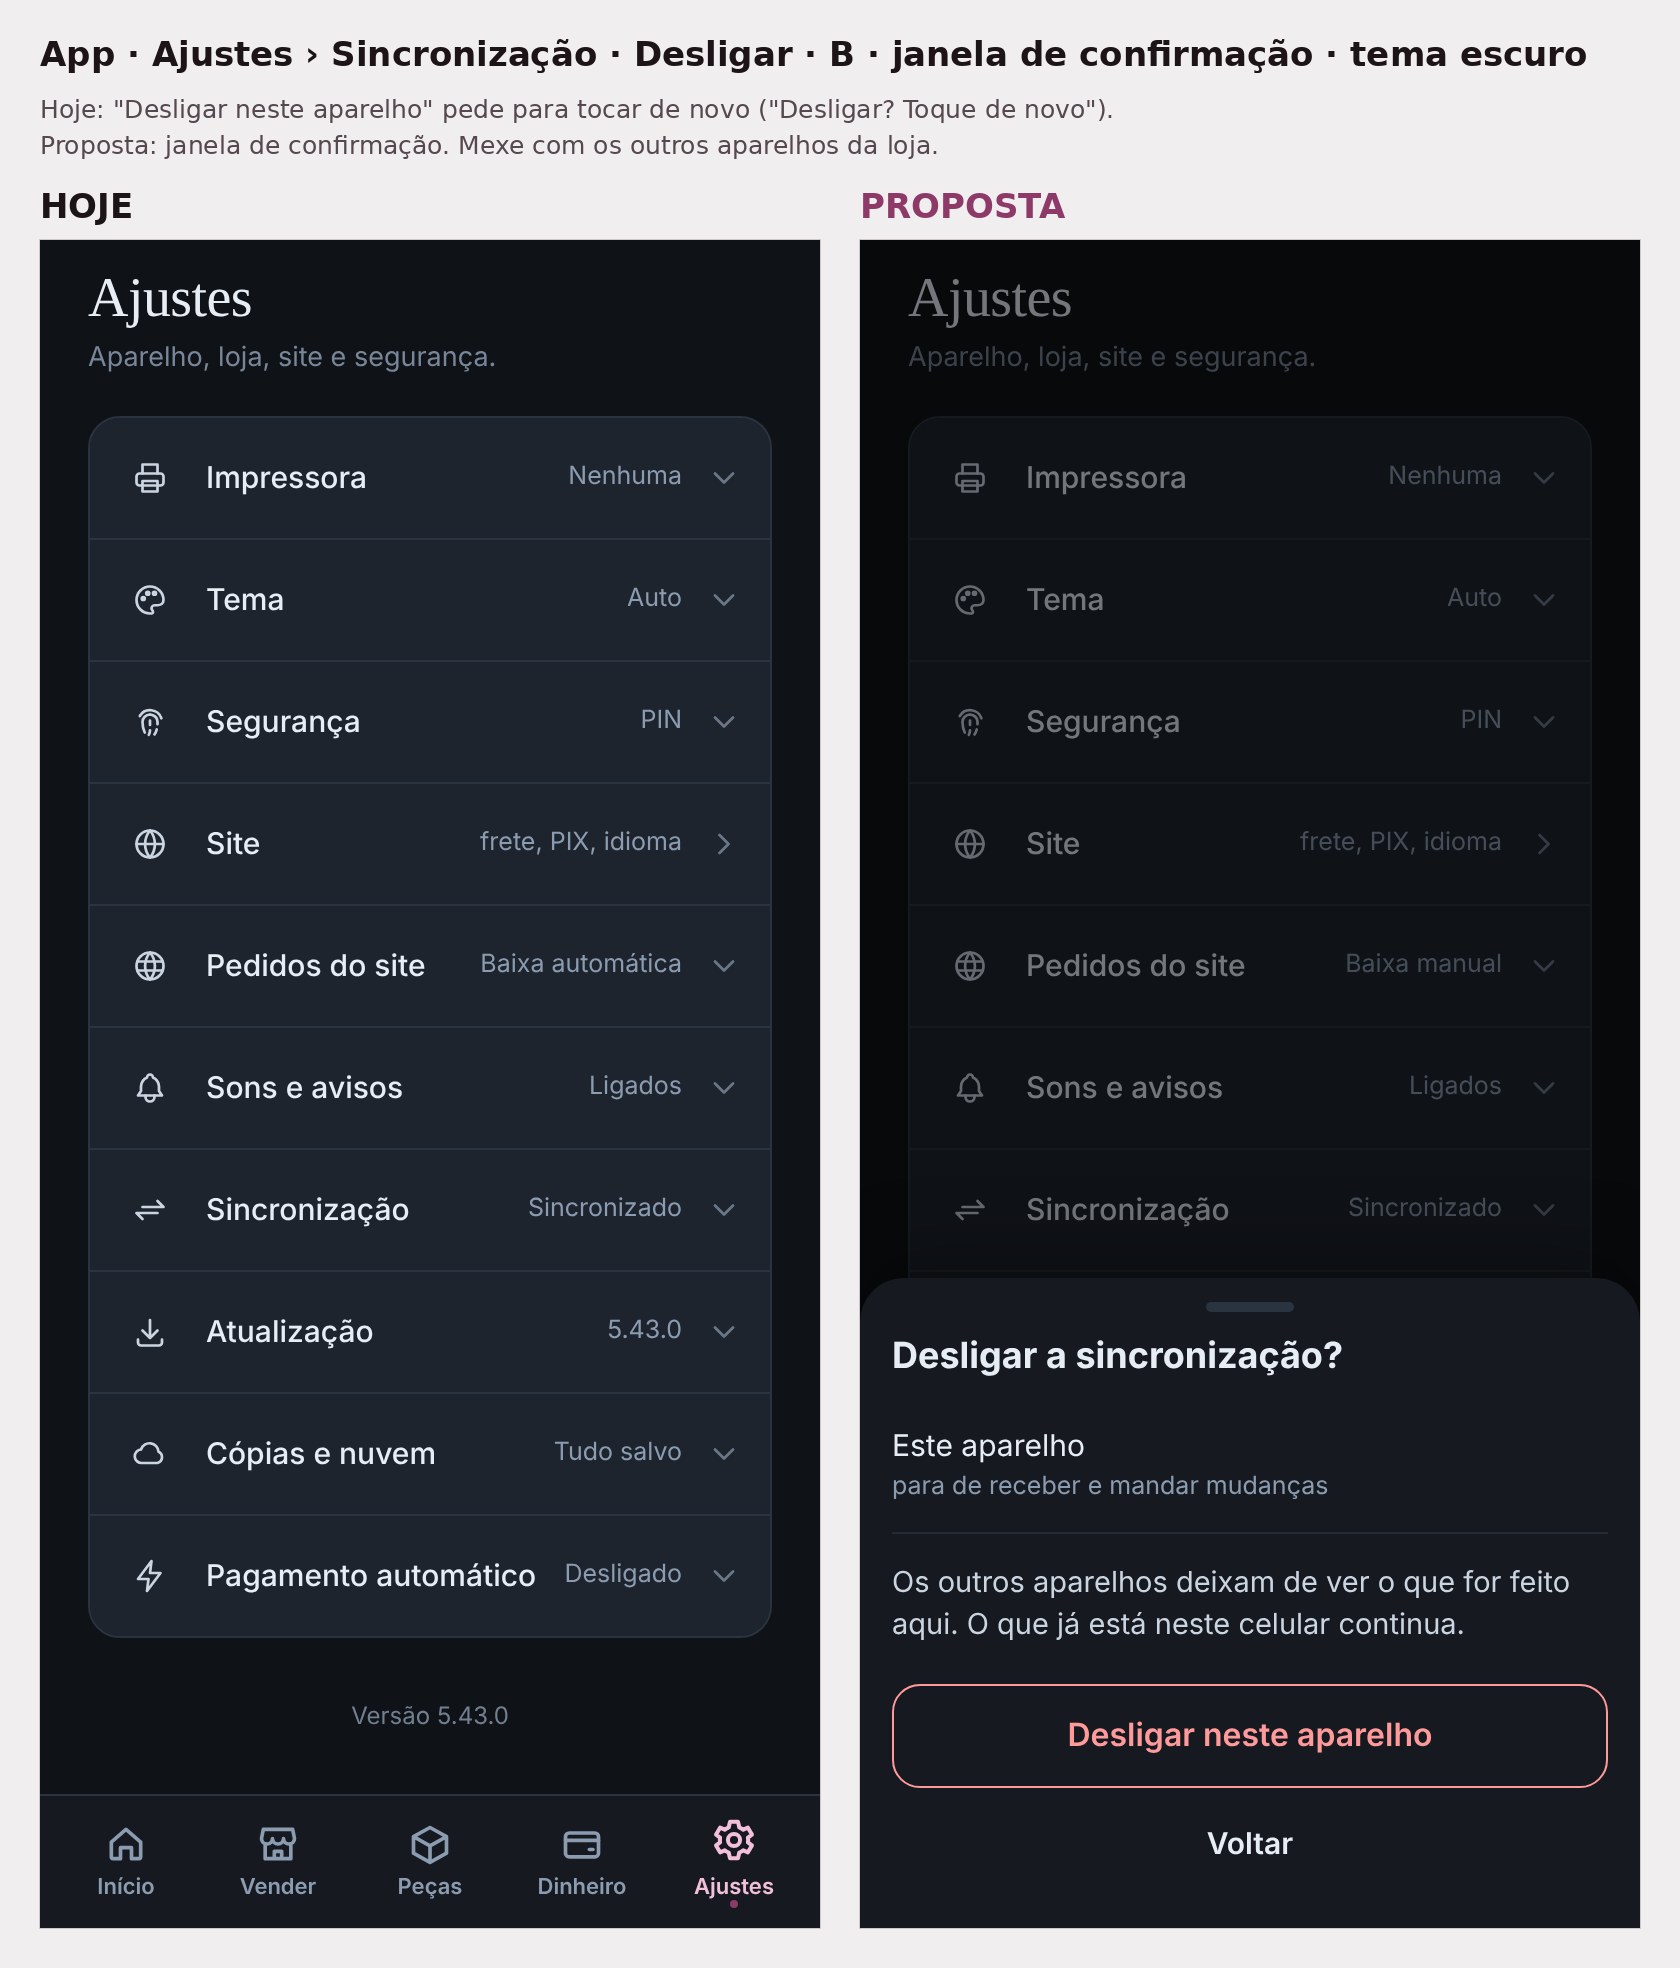 App · Ajustes › Sincronização · Desligar · B · janela de confirmação · tema escuro
Hoje: "Desligar neste aparelho" pede para tocar de novo ("Desligar? Toque de novo").
Proposta: janela de confirmação. Mexe com os outros aparelhos da loja.
HOJE
Ajustes
Aparelho, loja, site e segurança.
Impressora Nenhuma
Tema Auto
Segurança PIN
Site frete, PIX, idioma
Pedidos do site Baixa automática
Sons e avisos Ligados
Sincronização Sincronizado
Atualização 5.43.0
Cópias e nuvem Tudo salvo
Pagamento automático Desligado
Versão 5.43.0
Início Vender Peças Dinheiro Ajustes
PROPOSTA
Ajustes
Aparelho, loja, site e segurança.
Impressora Nenhuma
Tema Auto
Segurança PIN
Site frete, PIX, idioma
Pedidos do site Baixa manual
Sons e avisos Ligados
Sincronização Sincronizado
Desligar a sincronização?
Este aparelho
para de receber e mandar mudanças
Os outros aparelhos deixam de ver o que for feito
aqui. O que já está neste celular continua.
Desligar neste aparelho
Voltar